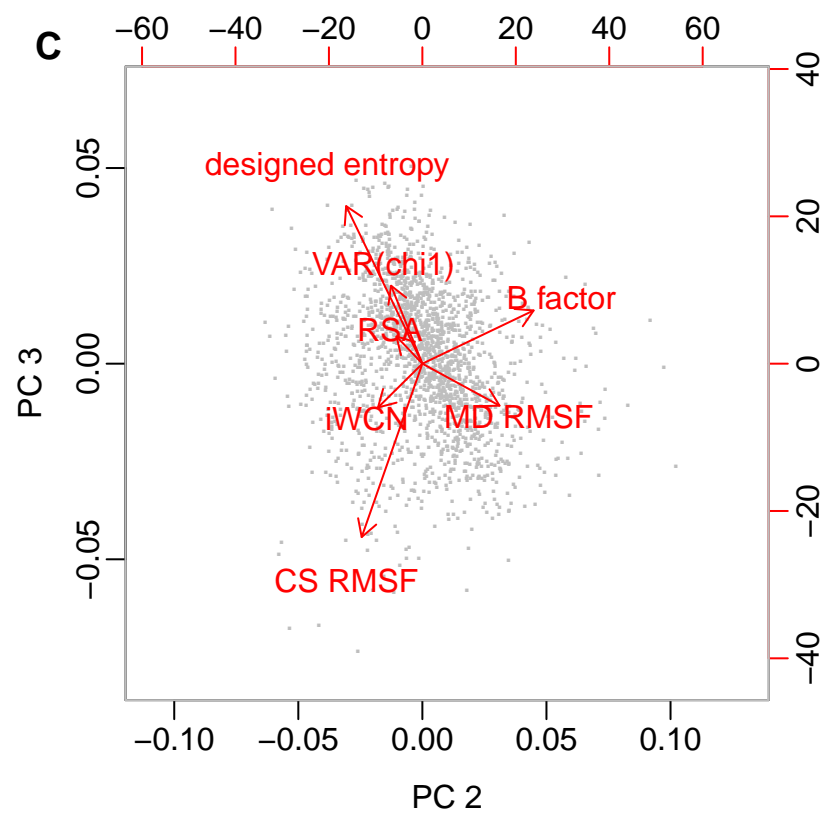 C
−60 −40 −20 0 20 40 60
designed entropy
VAR(chi1)
B factor
RSA
iWCN
MD RMSF
CS RMSF
0.05
0.00
−0.05
PC 3
40
20
0
−20
−40
−0.10 −0.05 0.00 0.05 0.10
PC 2